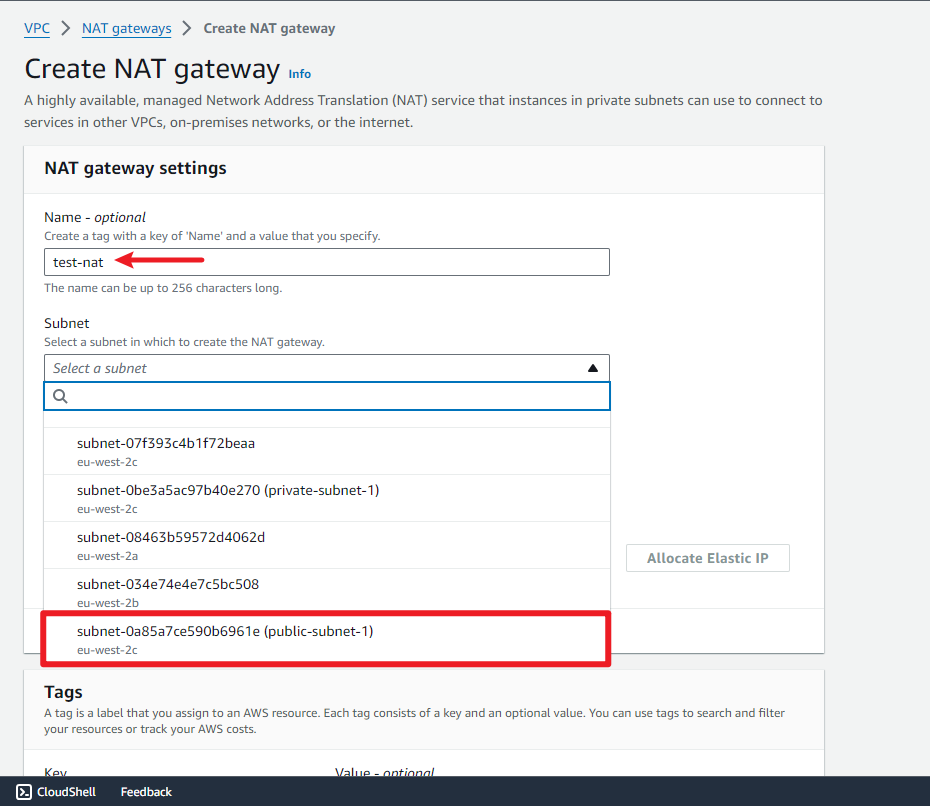 VPC > NAT gateways > Create NAT gateway
Create NAT gateway Info
A highly available, managed Network Address Translation (NAT) service that instances in private subnets can use to connect to
services in other VPCs, on-premises networks, or the internet.
NAT gateway settings
Name - optional
Create a tag with a key of 'Name' and a value that you specify.
test-nat
The name can be up to 256 characters long.
Subnet
Select a subnet in which to create the NAT gateway.
Select a subnet
subnet-07f393c4b1f72beaa
eu-west-2c
subnet-0be3a5ac97b40e270 (private-subnet-1)
eu-west-2c
subnet-08463b59572d4062d
eu-west-2a
Allocate Elastic IP
subnet-034e74e4e7c5bc508
eu-west-2b
subnet-0a85a7ce590b6961e (public-subnet-1)
eu-west-2c
Tags
A tag is a label that you assign to an AWS resource. Each tag consists of a key and an optional value. You can use tags to search and filter
your resources or track your AWS costs.
Key Value - optional
CloudShell Feedback